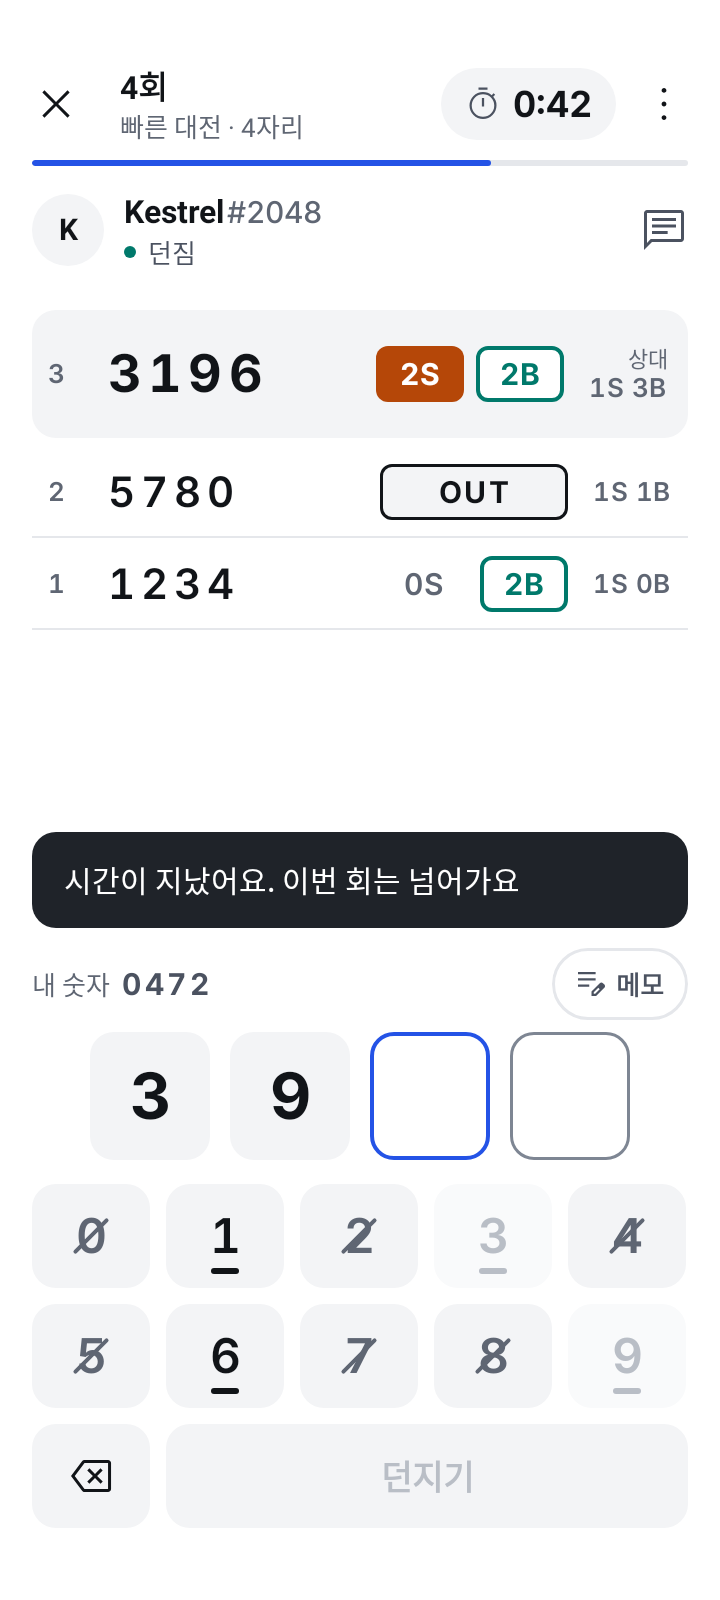 4회
빠른 대전 · 4자리
0:42
K
Kestrel#2048
던짐
3 3196 2S 2B 상대 1S 3B
2 5780 OUT 1S 1B
1 1234 0S 2B 1S 0B
시간이 지났어요. 이번 회는 넘어가요
내 숫자 0472
메모
3 9
0 1 2 3 4
5 6 7 8 9
던지기